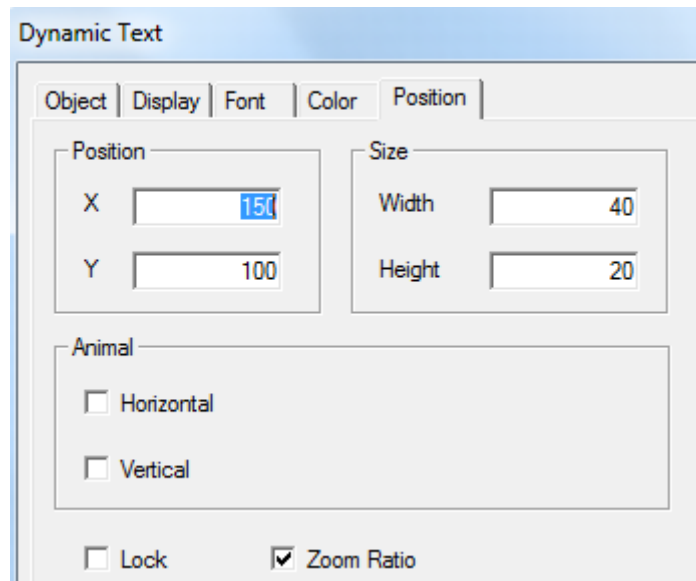 Dynamic Text
Object Display Font Color Position
Position Size
X 150 Width 40
Y 100 Height 20
Animal
Horizontal
Vertical
Lock Zoom Ratio